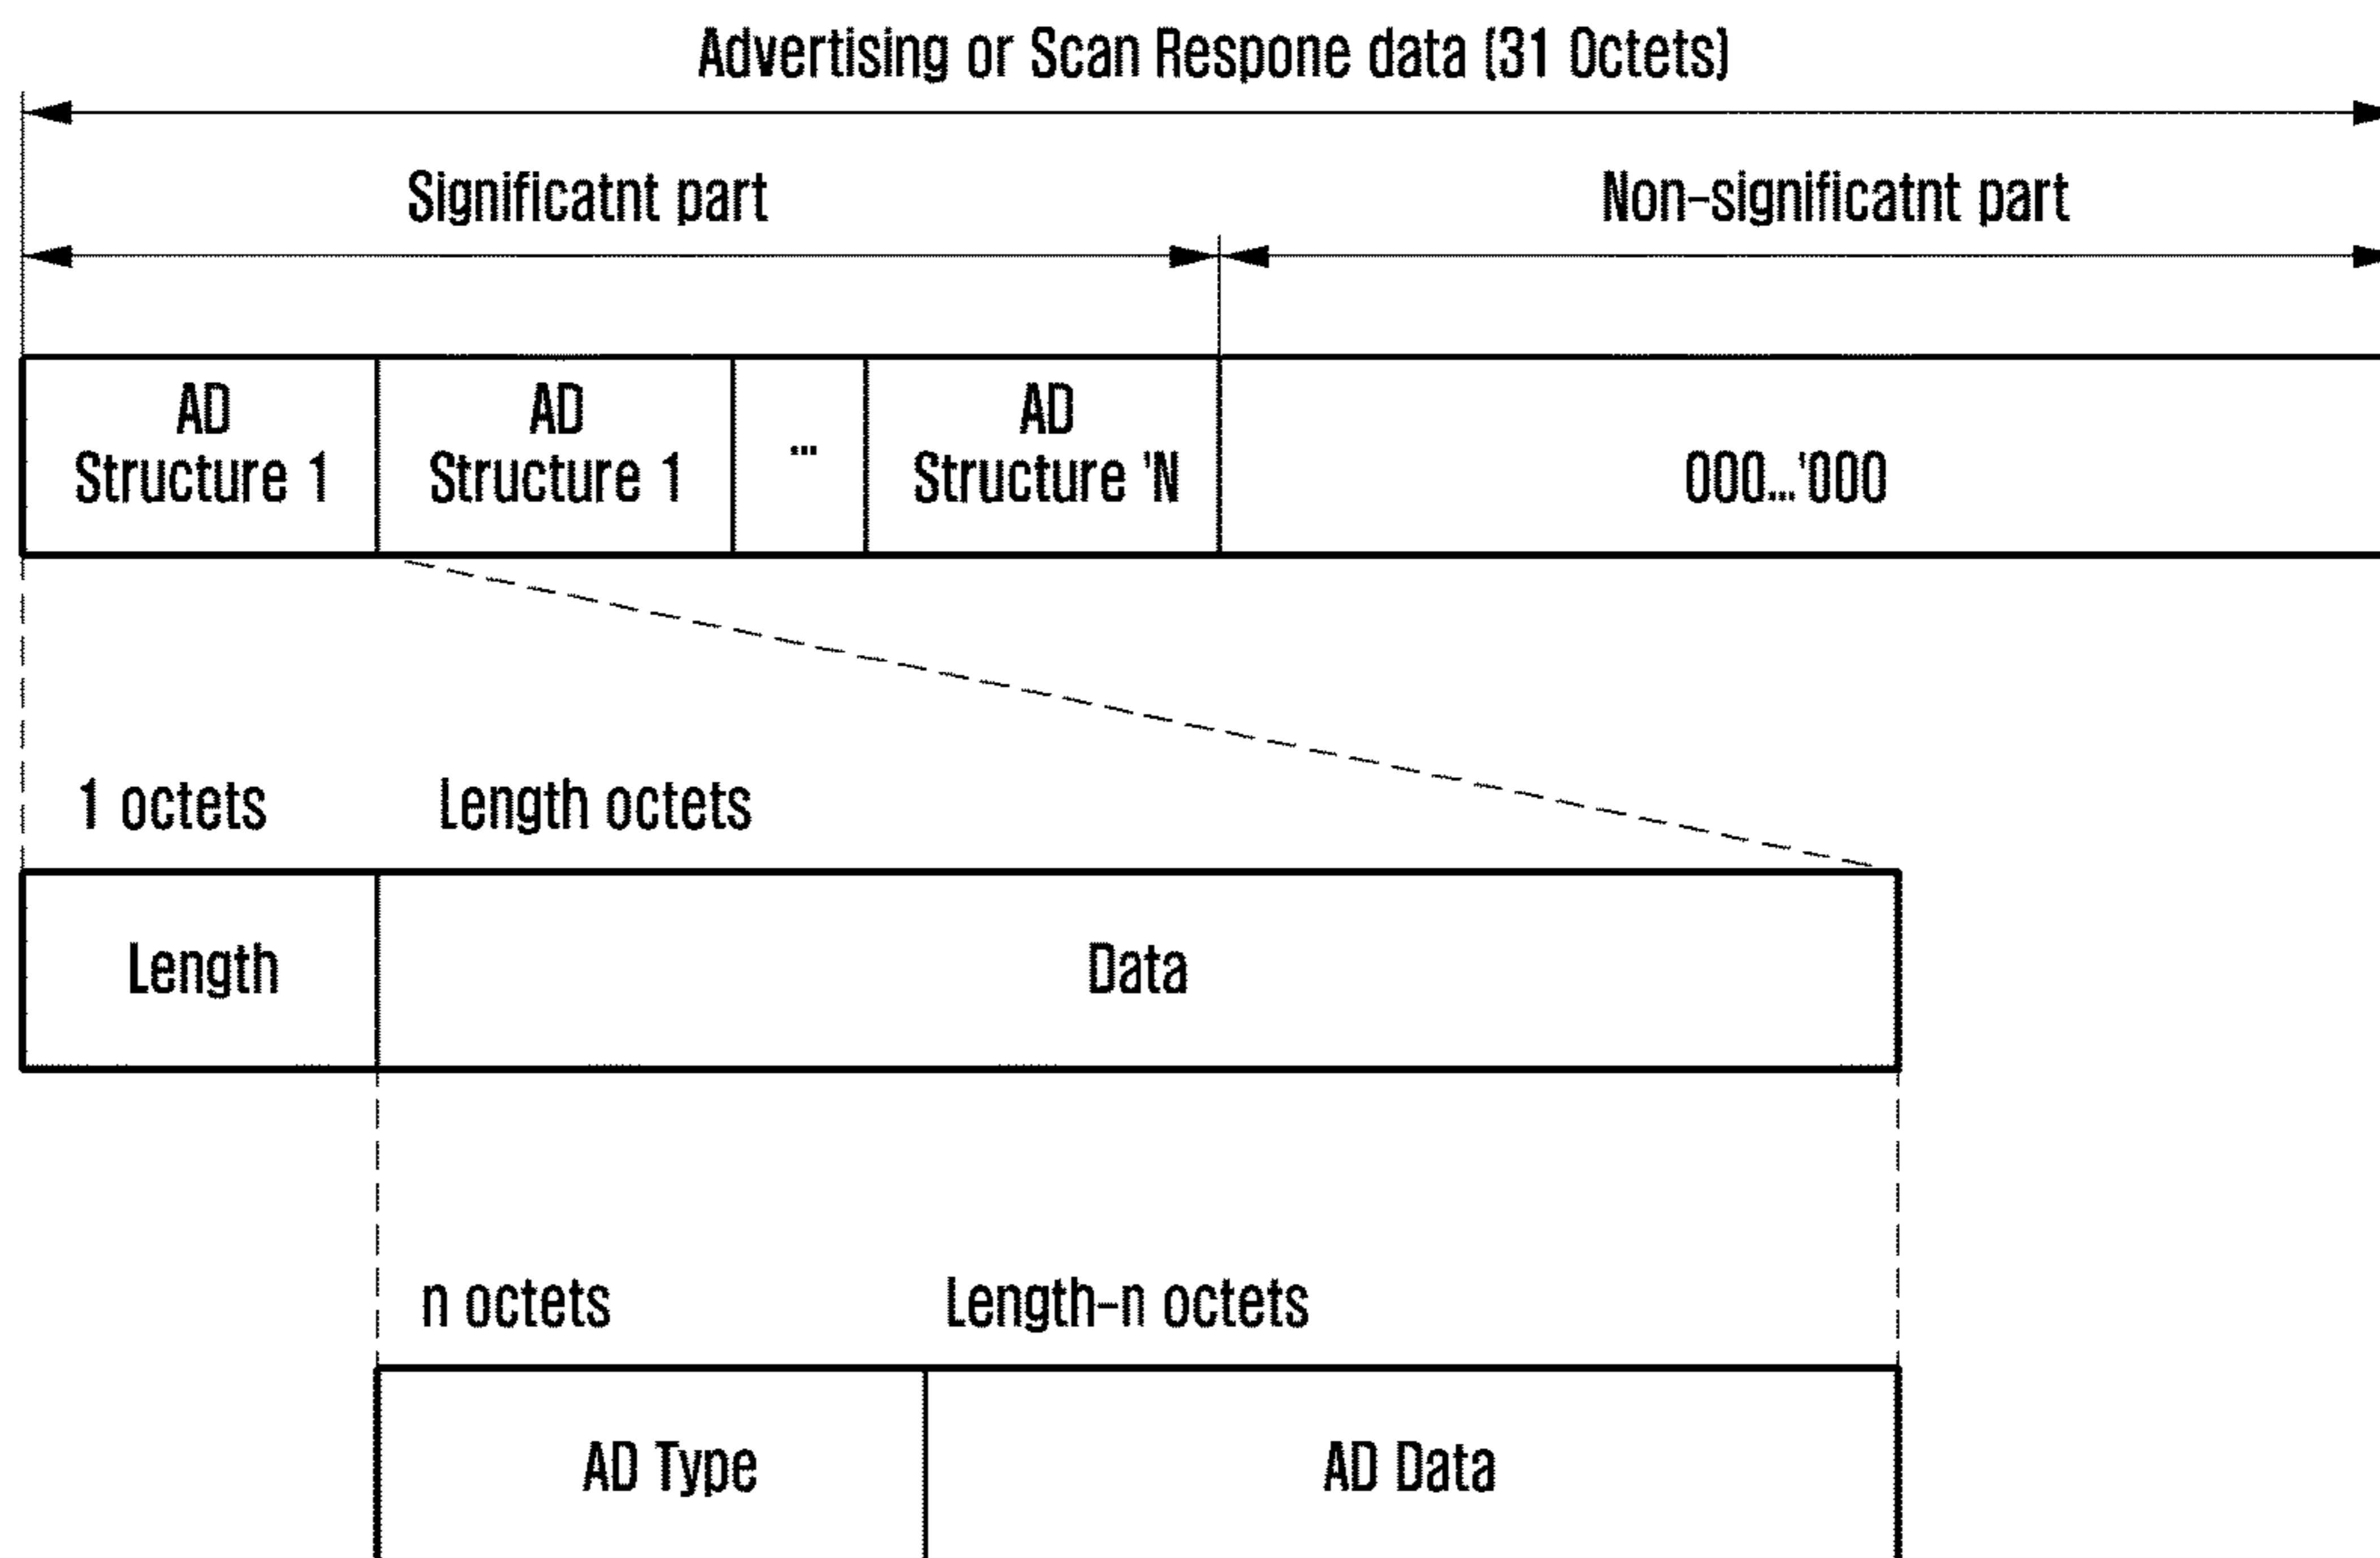 Advertising or Scan Respone data (31 Octets)
Significatnt part
Non-significatnt part
AD
Structure 1
AD
Structure 1
...
AD
Structure 'N
000...'000
1 octets
Length octets
Length
Data
n octets
Length-n octets
AD Type
AD Data